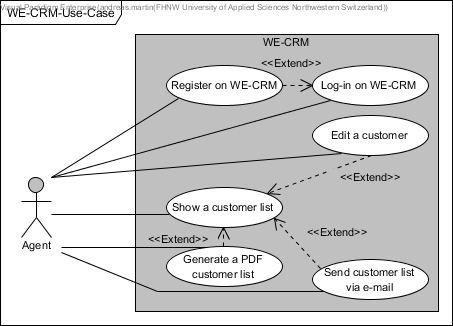 Visual Paradigm Enterprise(andreas.martin(FHNW University of Applied Sciences Northwestern Switzerland))
WE-CRM-Use-Case
WE-CRM
<<Extend>>
Register on WE-CRM
Log-in on WE-CRM
Edit a customer
<<Extend>>
Show a customer list
Agent
<<Extend>>
<<Extend>>
Generate a PDF
customer list
Send customer list
via e-mail